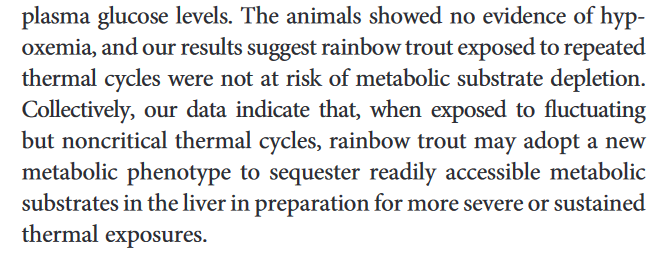 plasma glucose levels. The animals showed no evidence of hyp-
oxemia, and our results suggest rainbow trout exposed to repeated
thermal cycles were not at risk of metabolic substrate depletion.
Collectively, our data indicate that, when exposed to fluctuating
but noncritical thermal cycles, rainbow trout may adopt a new
metabolic phenotype to sequester readily accessible metabolic
substrates in the liver in preparation for more severe or sustained
thermal exposures.